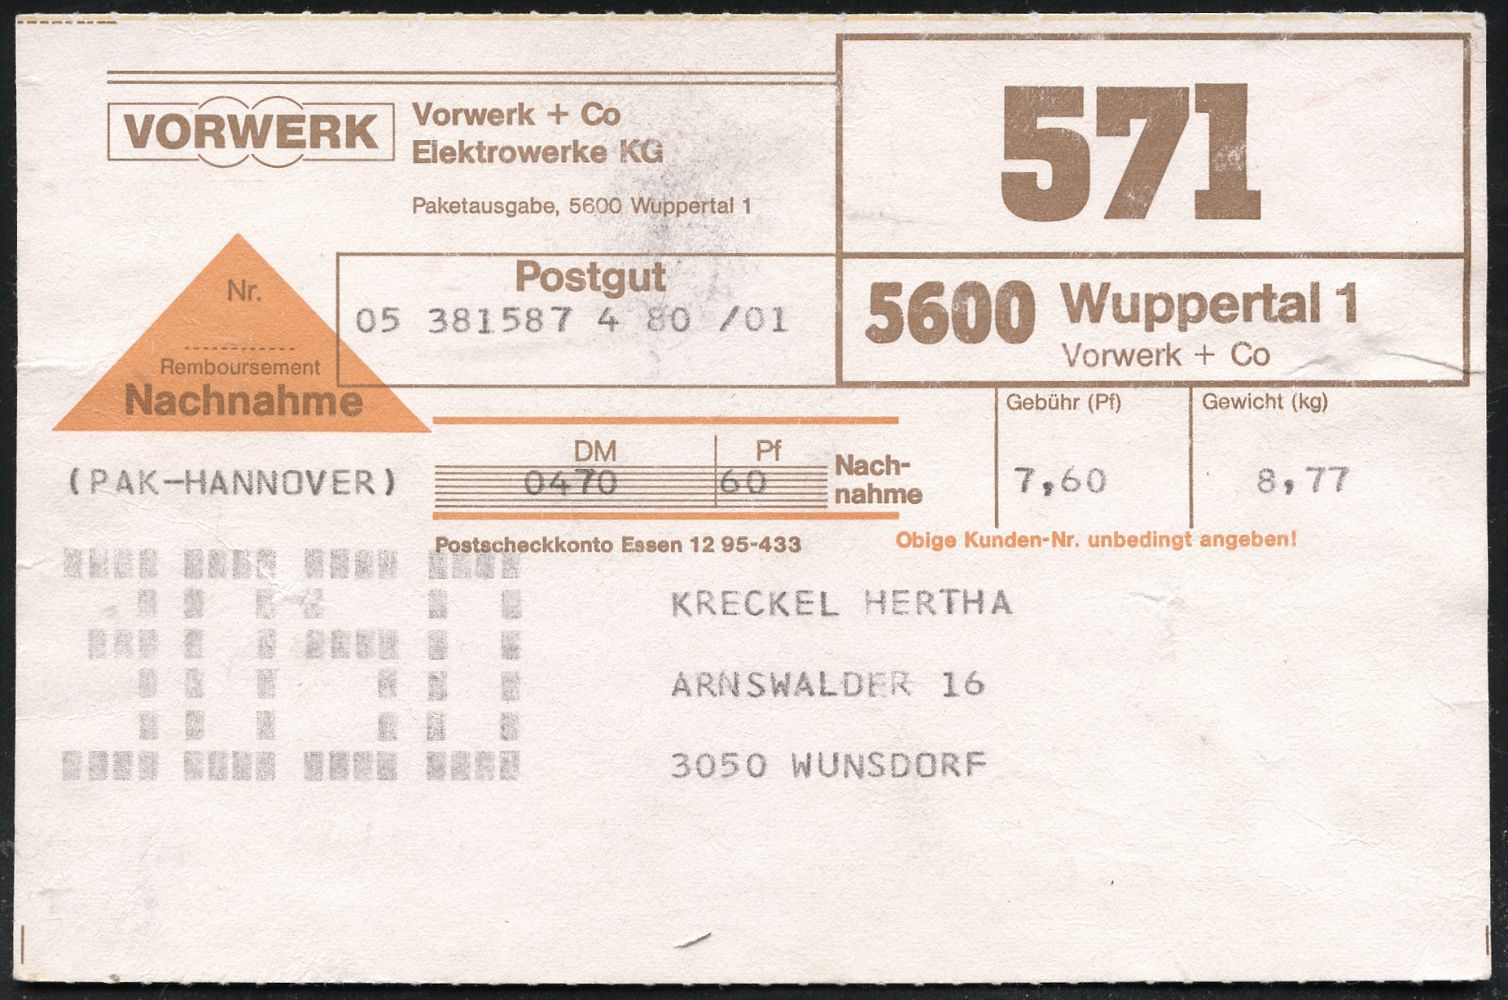 VORWERK
Vorwerk + Co
Elektrowerke KG
Paketausgabe, 5600 Wuppertal 1
571
5600 Wuppertal 1
Vorwerk + Co
Nr.
Remboursement
Nachnahme
Postgut
05 381587 4 80 /01
Gebühr (Pf)
7,60
Gewicht (kg)
8,77
(PAK-HANNOVER)
DM Pf
0470 60
Nach-
nahme
Postscheckkonto Essen 12 95-433
Obige Kunden-Nr. unbedingt angeben!
3050
KRECKEL HERTHA
ARNSWALDER 16
3050 WUNSDORF